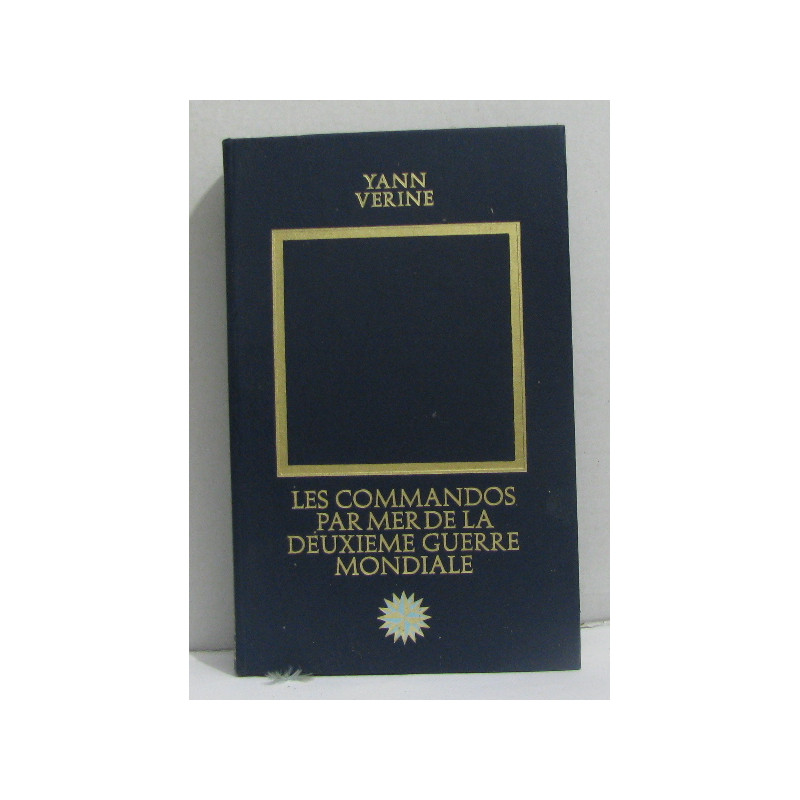 YANN
VERINE
LES COMMANDOS
PAR MER DE LA
DEUXIEME GUERRE
MONDIALE